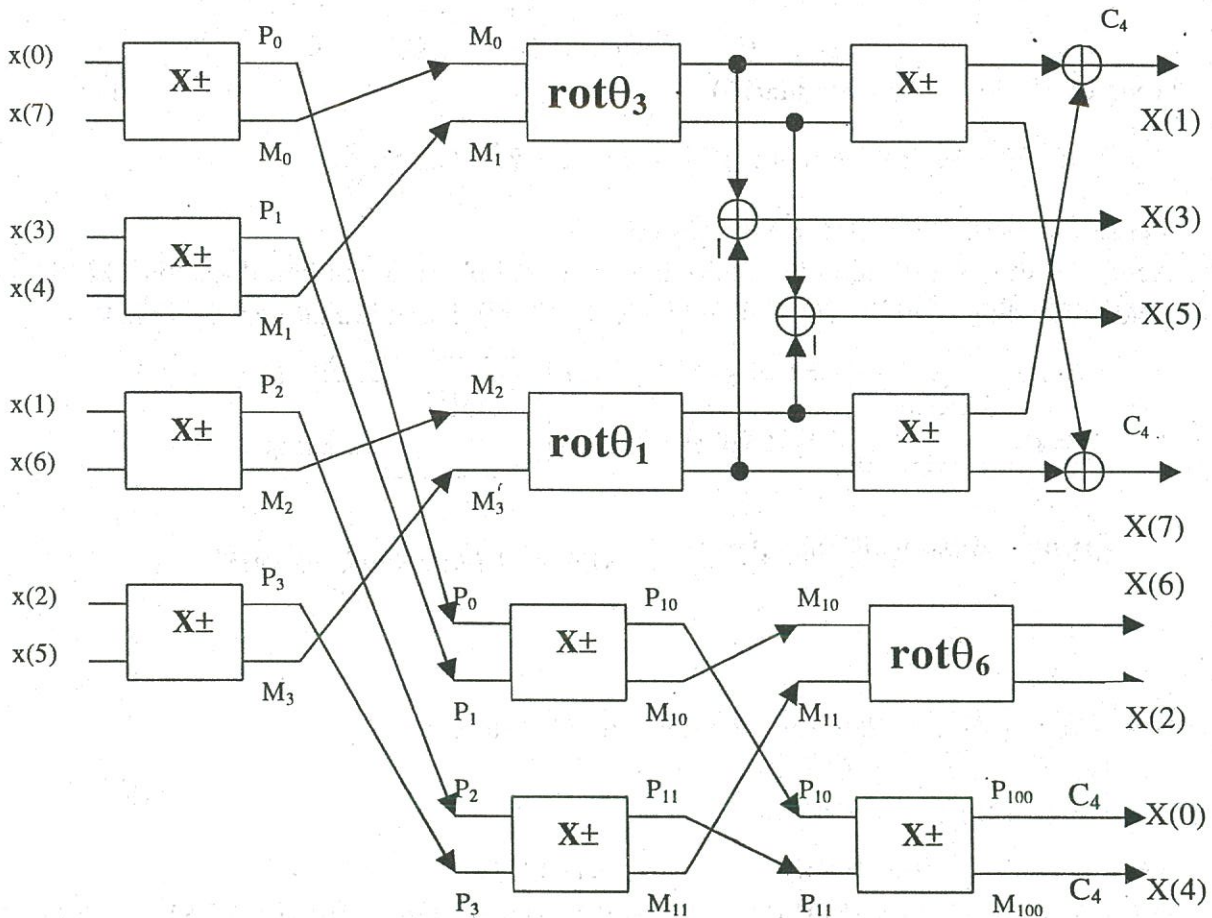 C₄
x(0) P₀ M₀
X± rotθ₃ X±
x(7) M₀ M₁ X(1)
x(3) P₁ X(3)
X±
x(4) M₁ X(5)
x(1) P₂ M₂
X± rotθ₁ X± C₄
x(6) M₂ M₃′ −
X(7)
x(2) P₃ P₀ P₁₀ M₁₀ X(6)
X± X± rotθ₆
x(5) M₃ P₁ M₁₀ M₁₁ X(2)
P₂ P₁₁ P₁₀ P₁₀₀ C₄ X(0)
X± X±
P₃ M₁₁ P₁₁ M₁₀₀ C₄ X(4)